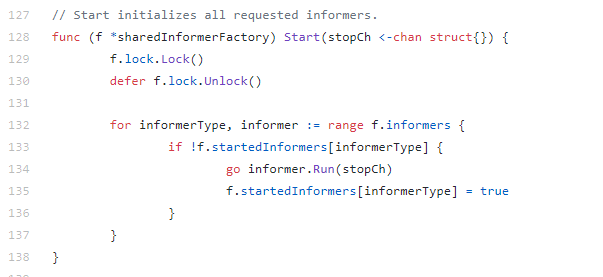 127 // Start initializes all requested informers.
128 func (f *sharedInformerFactory) Start(stopCh <-chan struct{}) {
129 f.lock.Lock()
130 defer f.lock.Unlock()
131
132 for informerType, informer := range f.informers {
133 if !f.startedInformers[informerType] {
134 go informer.Run(stopCh)
135 f.startedInformers[informerType] = true
136 }
137 }
138 }